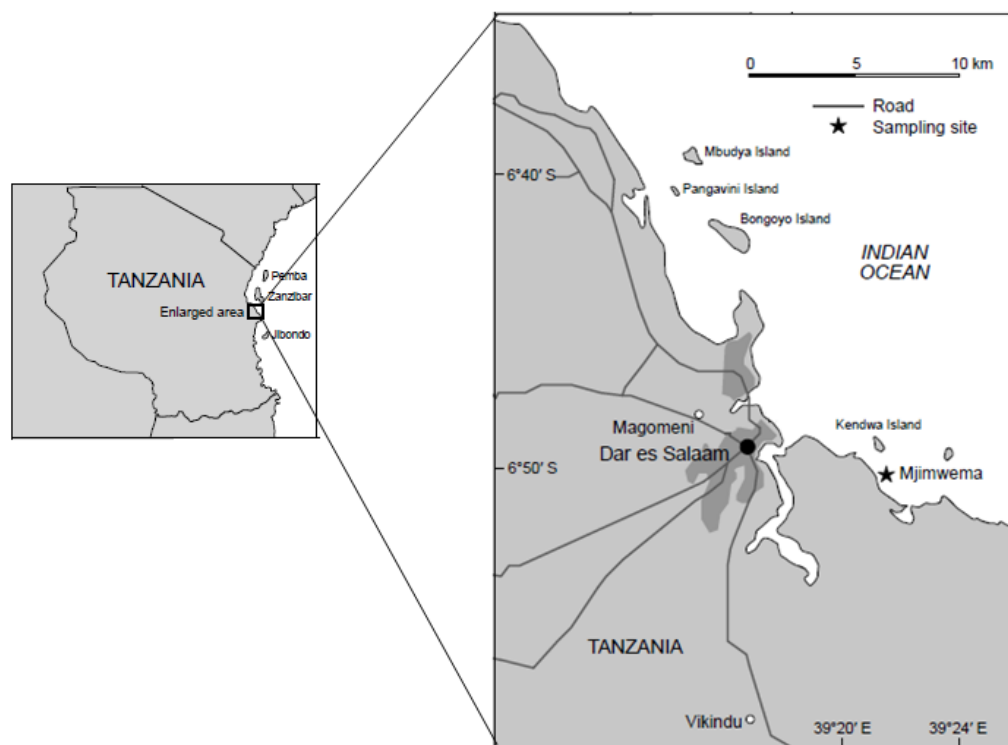 TANZANIA
Pemba
Zanzibar
Enlarged area
Jibondo
0 5 10 km
Road
Sampling site
Mbudya Island
6°40′ S
Pangavini Island
Bongoyo Island
INDIAN
OCEAN
Magomeni
Kendwa Island
Dar es Salaam
6°50′ S
Mjimwema
TANZANIA
Vikindu
39°20′ E
39°24′ E